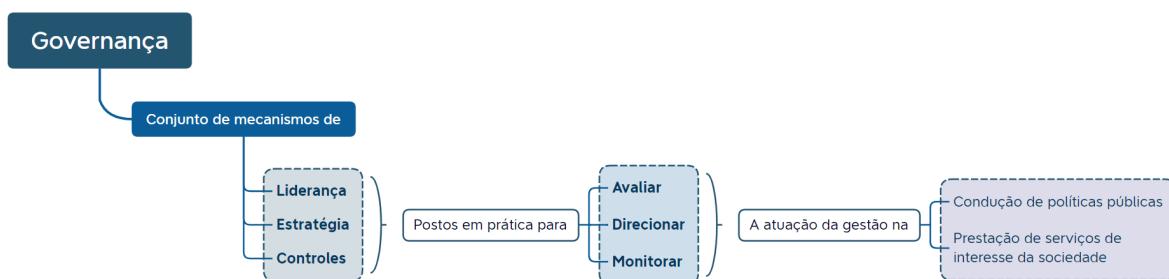 Governança
Conjunto de mecanismos de
Liderança
Estratégia
Controles
Postos em prática para
Avaliar
Direcionar
Monitorar
A atuação da gestão na
Condução de políticas públicas
Prestação de serviços de
interesse da sociedade